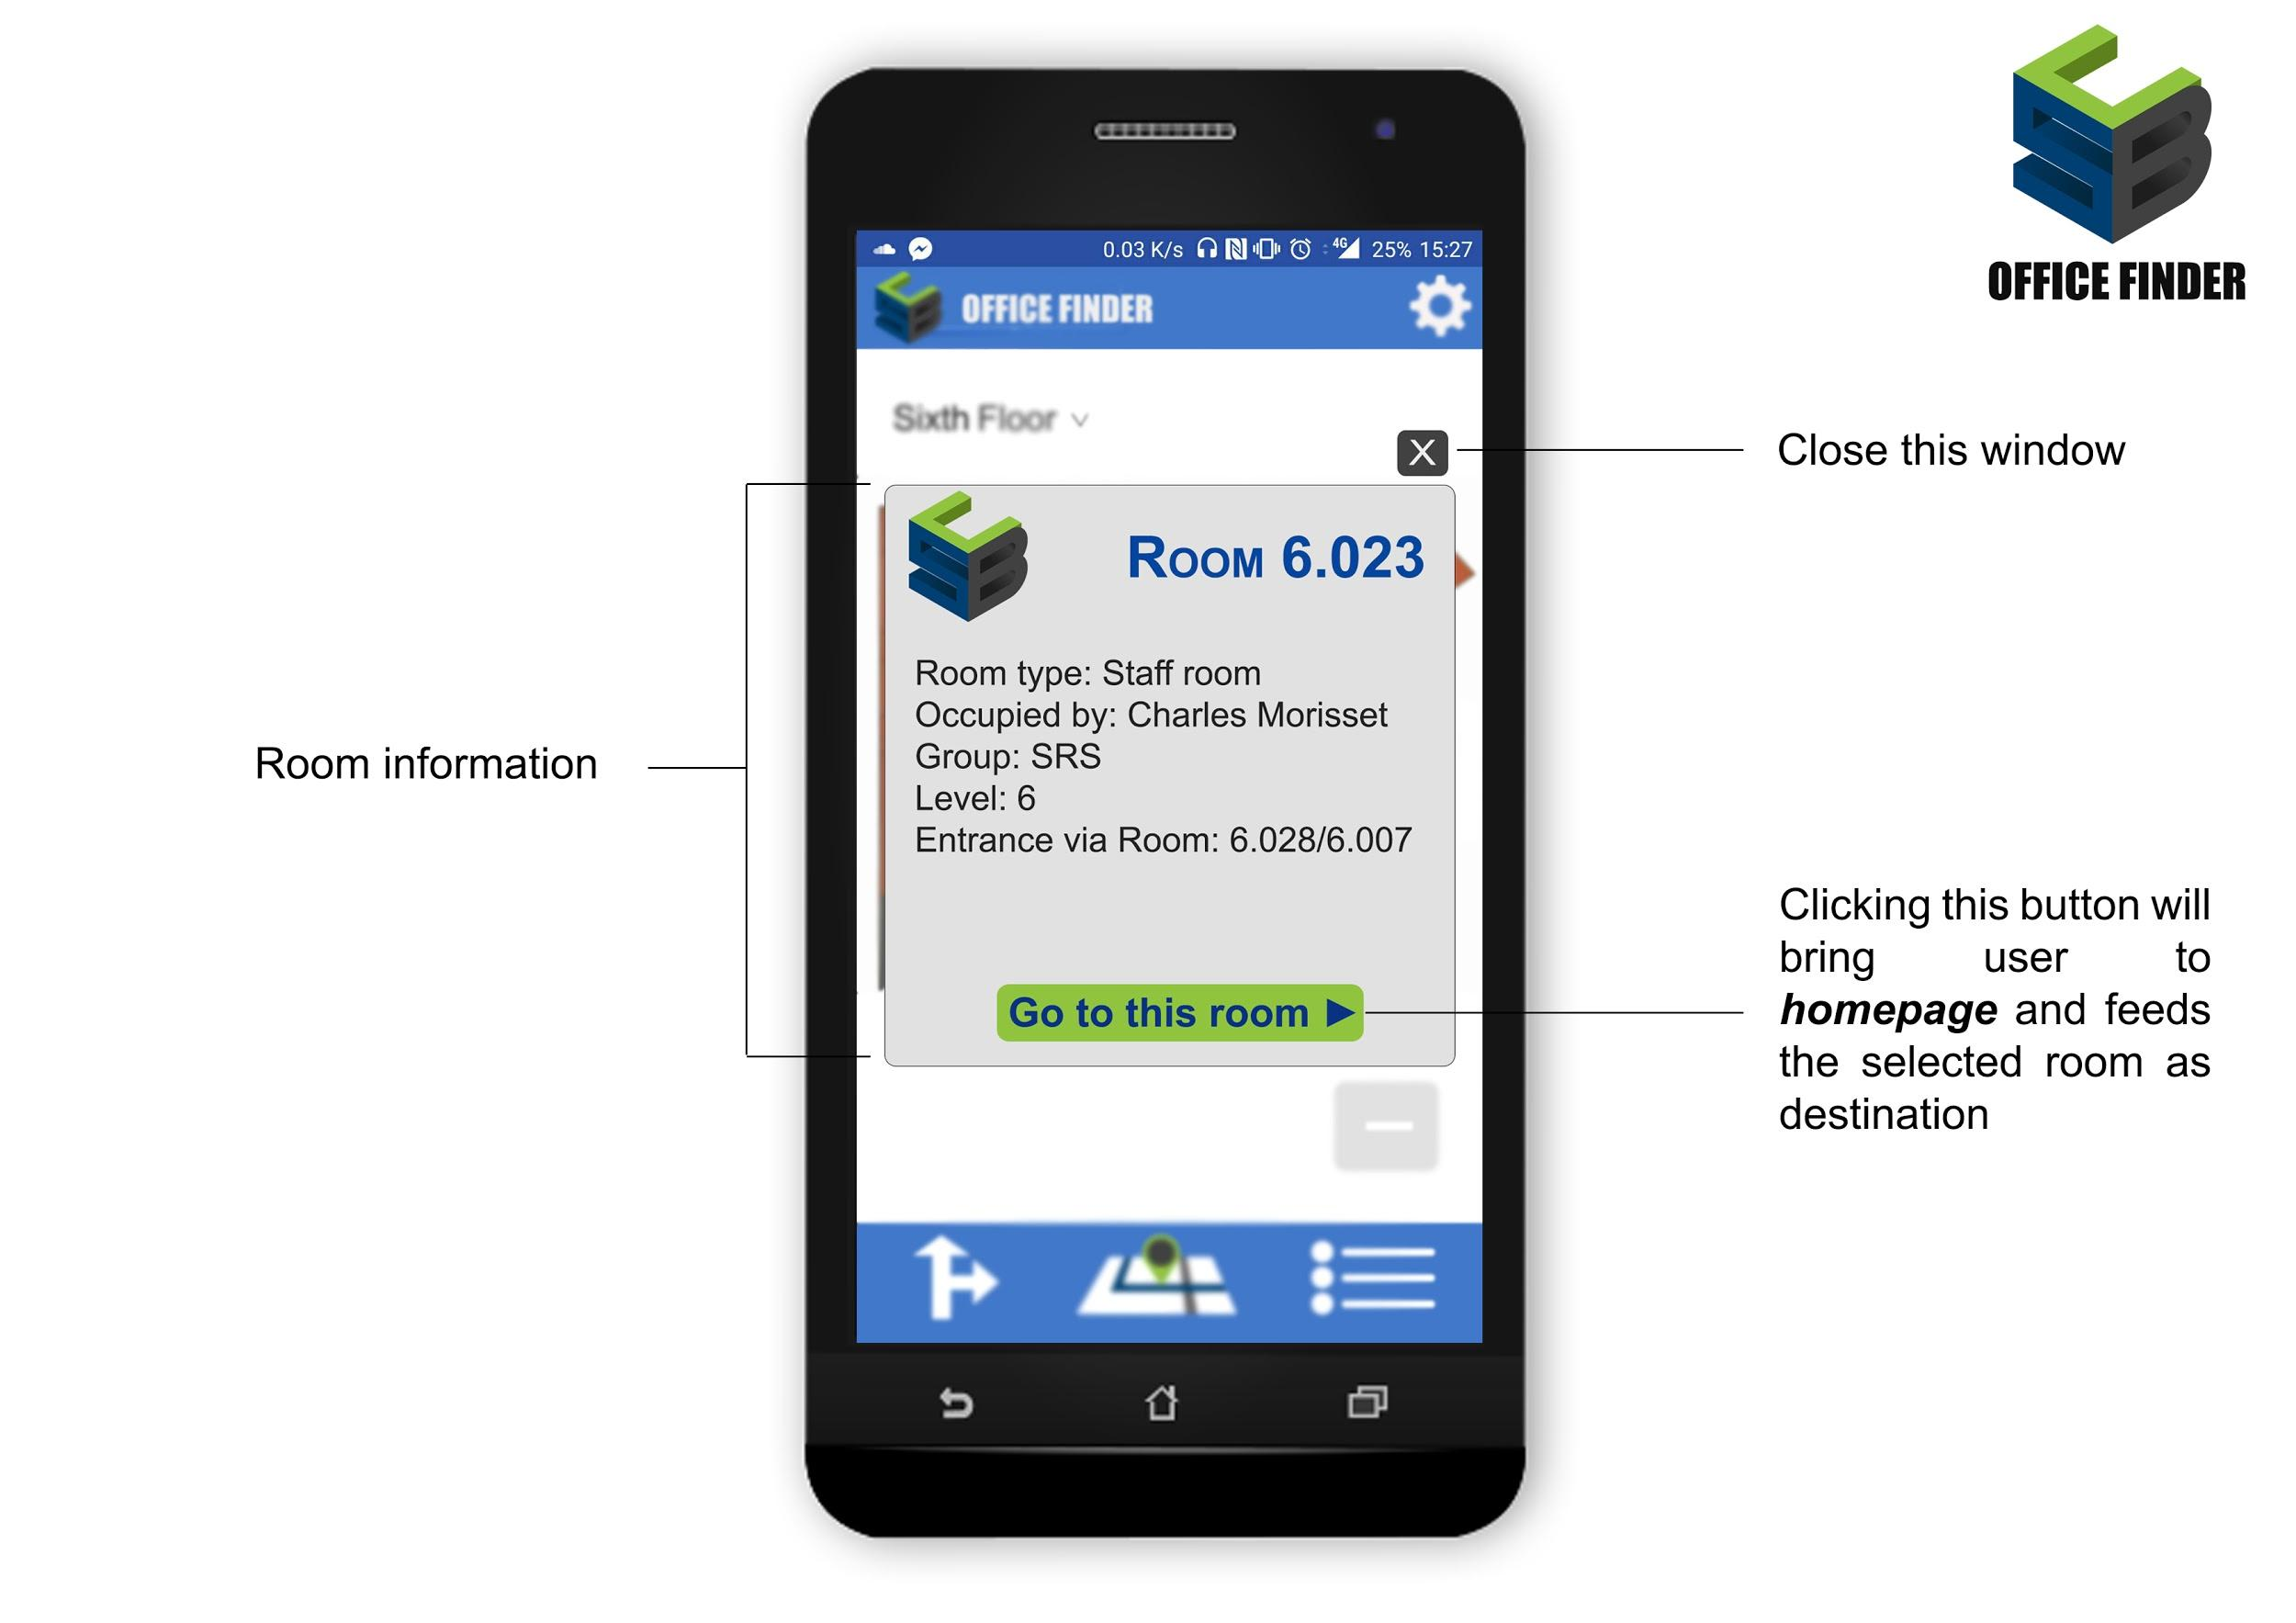 OFFICE FINDER
0.03 K/s 4G 25% 15:27
OFFICE FINDER
Sixth Floor
X
Close this window
ROOM 6.023
Room type: Staff room
Occupied by: Charles Morisset
Group: SRS
Level: 6
Entrance via Room: 6.028/6.007
Room information
Go to this room
Clicking this button will
bring user to
homepage and feeds
the selected room as
destination